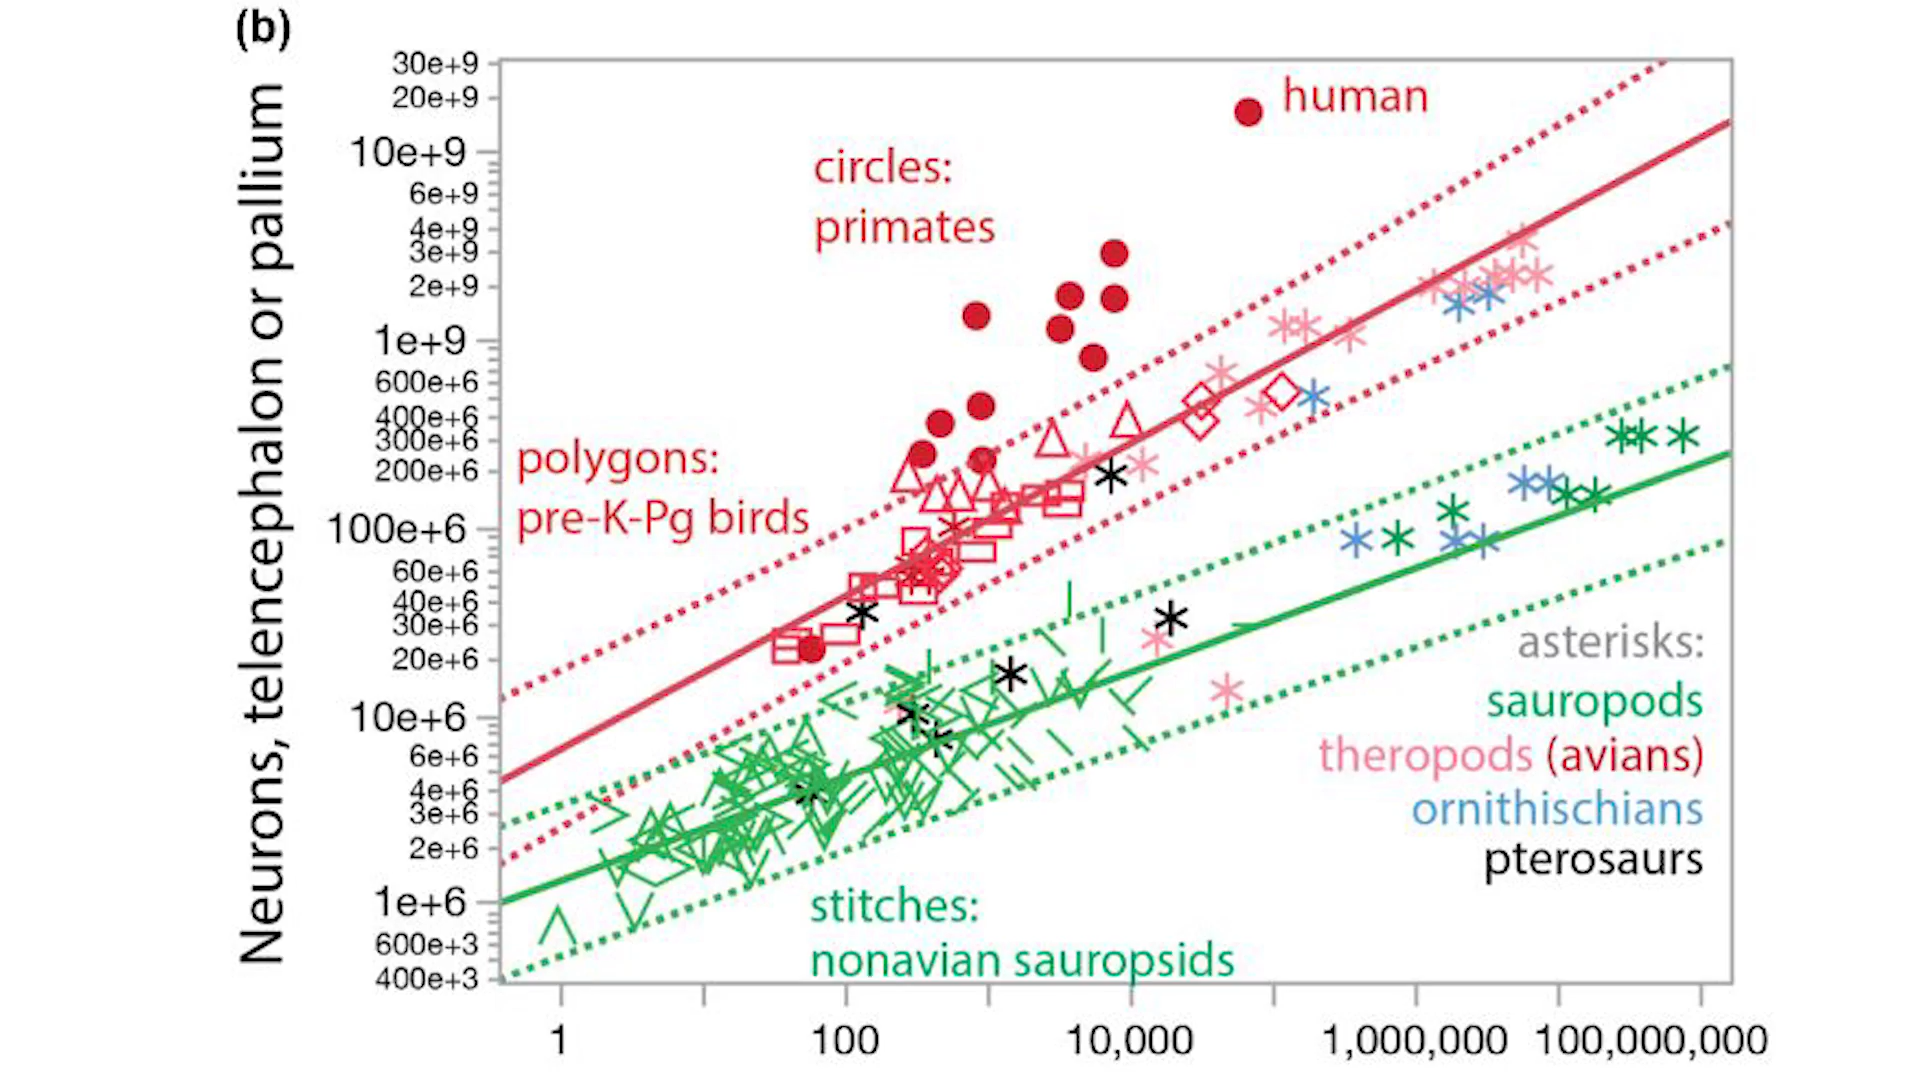 (b)
Neurons, telencephalon or pallium
30e+9
20e+9
10e+9
6e+9
4e+9
3e+9
2e+9
1e+9
600e+6
400e+6
300e+6
200e+6
100e+6
60e+6
40e+6
30e+6
20e+6
10e+6
6e+6
4e+6
3e+6
2e+6
1e+6
600e+3
400e+3
human
circles:
primates
polygons:
pre-K-Pg birds
asterisks:
sauropods
theropods (avians)
ornithischians
pterosaurs
stitches:
nonavian sauropsids
1 100 10,000 1,000,000 100,000,000